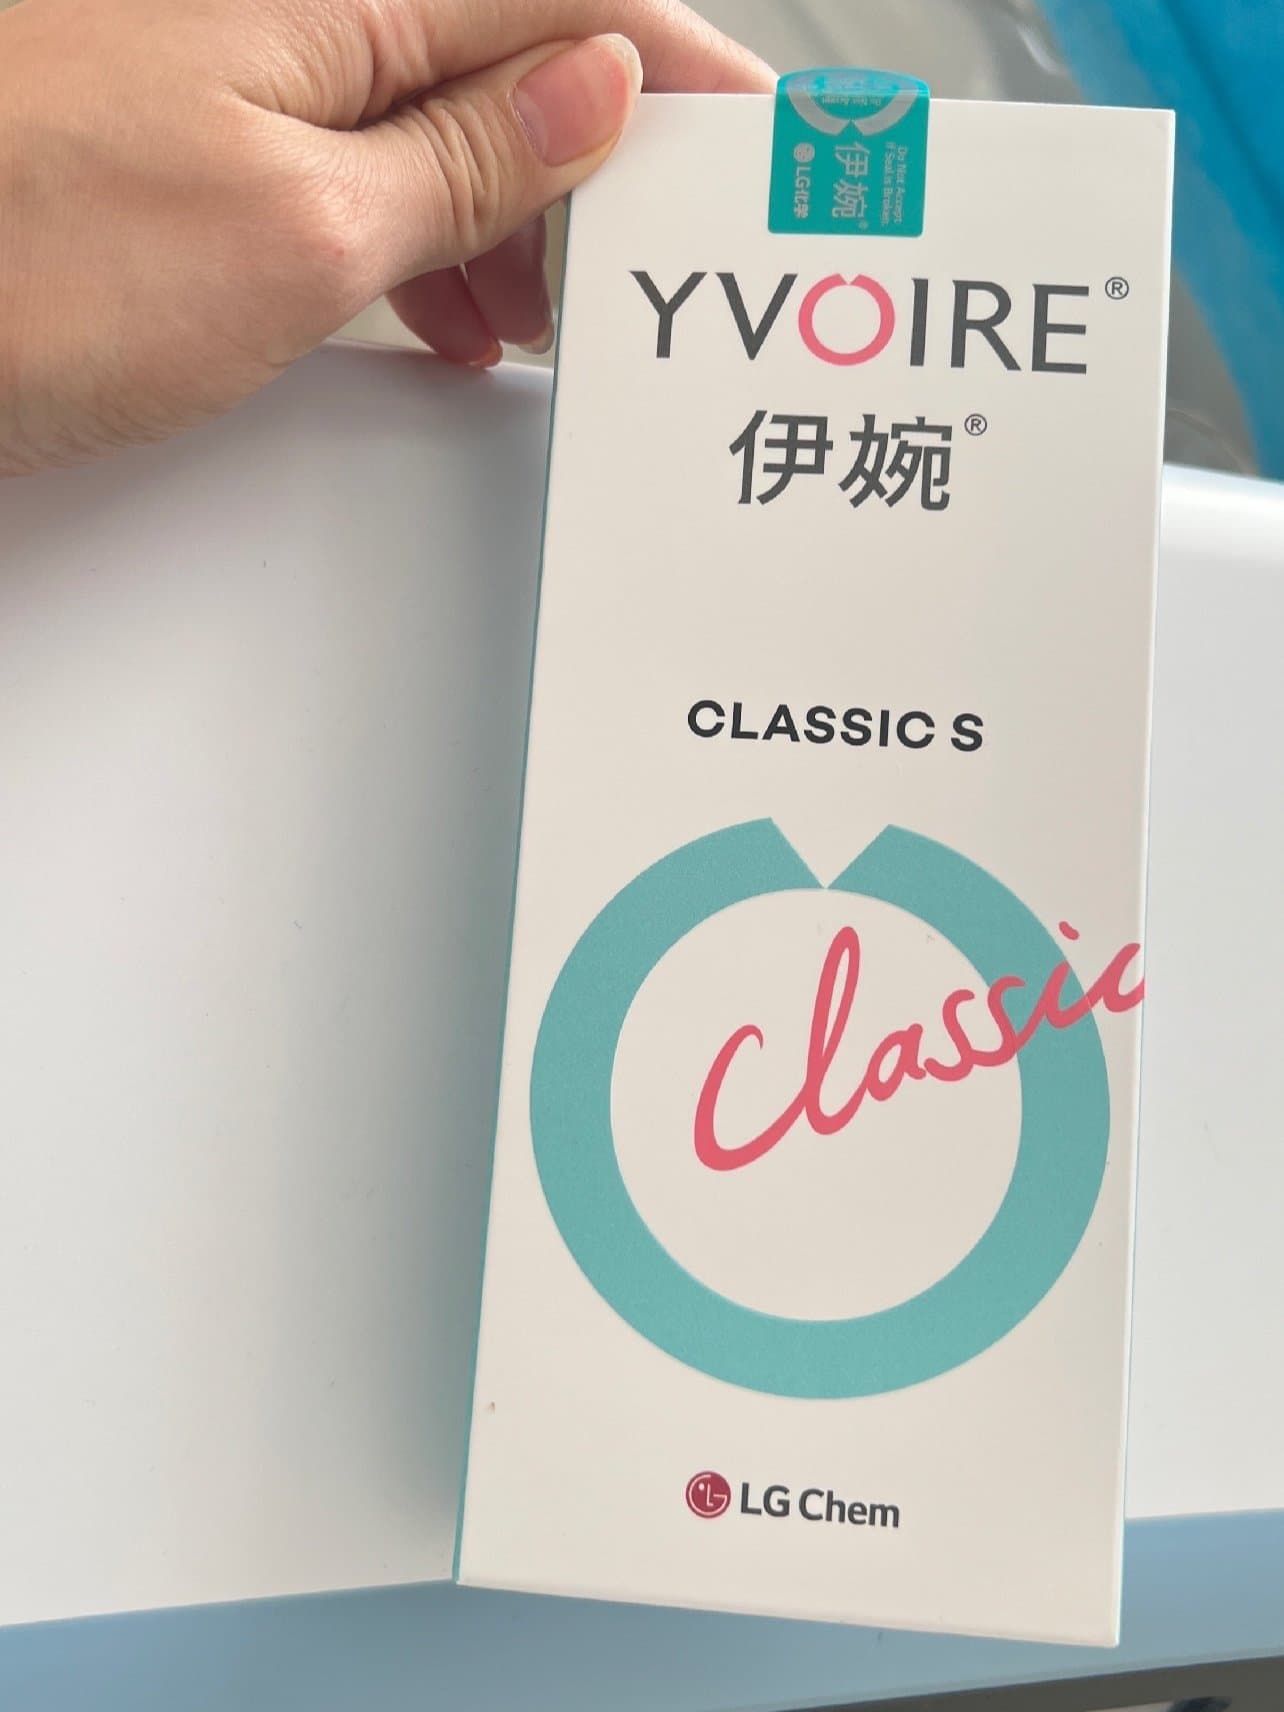 Do Not Accept
If Seal is Broken.
伊婉®
LG化学
YVOIRE®
伊婉®
CLASSIC S
Classic
LG Chem